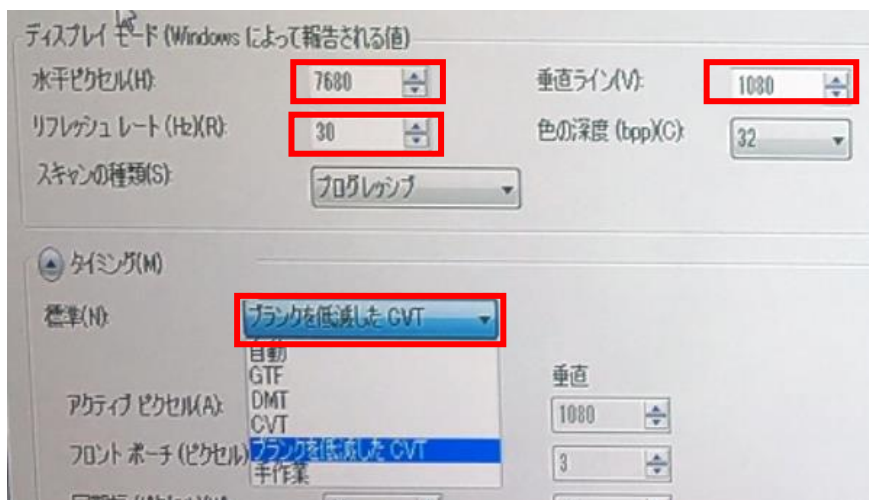 ディスプレイ モード (Windows によって報告される値)
水平ピクセル(H): 7680 垂直ライン(V): 1080
リフレッシュ レート (Hz)(R): 30 色の深度 (bpp)(C): 32
スキャンの種類(S): プログレッシブ
タイミング(M)
標準(N): ブランクを低減した CVT
自動
GTF
垂直
アクティブ ピクセル(A): DMT 1080
CVT
フロント ポーチ (ピクセル) ブランクを低減した CVT 3
手作業